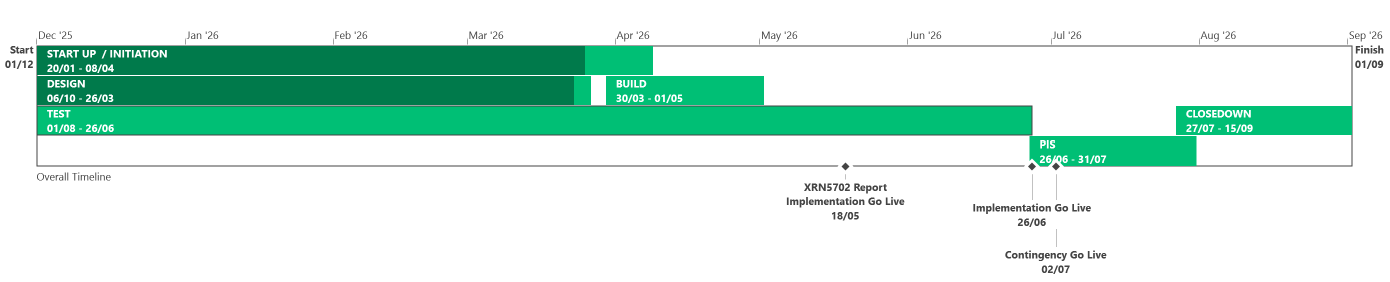 Dec '25
Jan '26
Feb '26
Mar '26
Apr '26
May '26
Jun '26
Jul '26
Aug '26
Sep '26
Start
01/12
START UP / INITIATION
20/01 - 08/04
Finish
01/09
DESIGN
06/10 - 26/03
BUILD
30/03 - 01/05
TEST
01/08 - 26/06
CLOSEDOWN
27/07 - 15/09
PIS
26/06 - 31/07
Overall Timeline
XRN5702 Report
Implementation Go Live
18/05
Implementation Go Live
26/06
Contingency Go Live
02/07